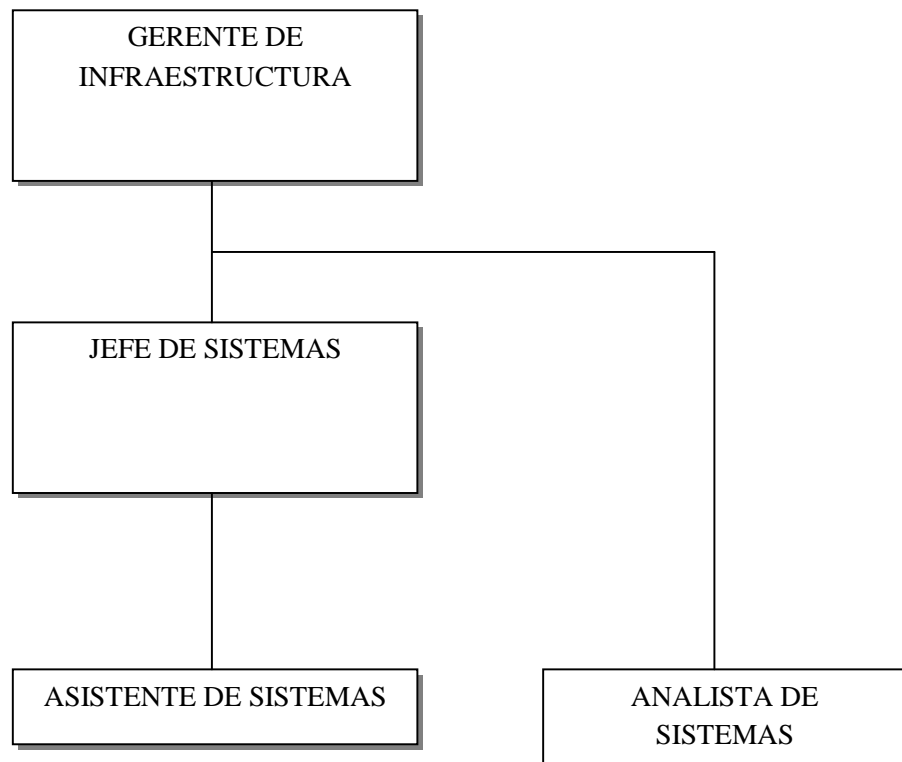 GERENTE DE
INFRAESTRUCTURA
JEFE DE SISTEMAS
ASISTENTE DE SISTEMAS
ANALISTA DE
SISTEMAS